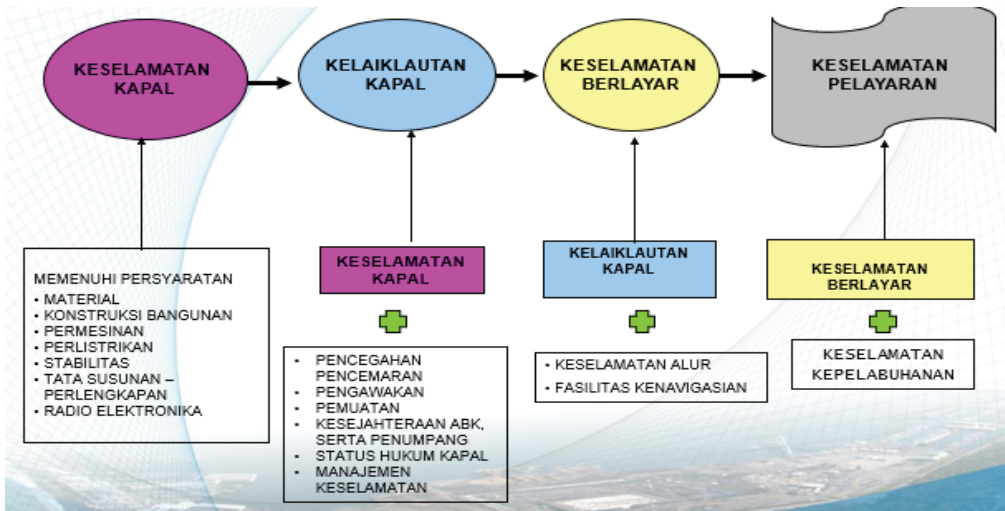 KESELAMATAN
KAPAL
KELAIKLAUTAN
KAPAL
KESELAMATAN
BERLAYAR
KESELAMATAN
PELAYARAN
MEMENUHI PERSYARATAN
▪ MATERIAL
▪ KONSTRUKSI BANGUNAN
▪ PERMESINAN
▪ PERLISTRIKAN
▪ STABILITAS
▪ TATA SUSUNAN –
PERLENGKAPAN
▪ RADIO ELEKTRONIKA
KESELAMATAN
KAPAL
▪ PENCEGAHAN
PENCEMARAN
▪ PENGAWAKAN
▪ PEMUATAN
▪ KESEJAHTERAAN ABK,
SERTA PENUMPANG
▪ STATUS HUKUM KAPAL
▪ MANAJEMEN
KESELAMATAN
KELAIKLAUTAN
KAPAL
▪ KESELAMATAN ALUR
▪ FASILITAS KENAVIGASIAN
KESELAMATAN
BERLAYAR
KESELAMATAN
KEPELABUHANAN